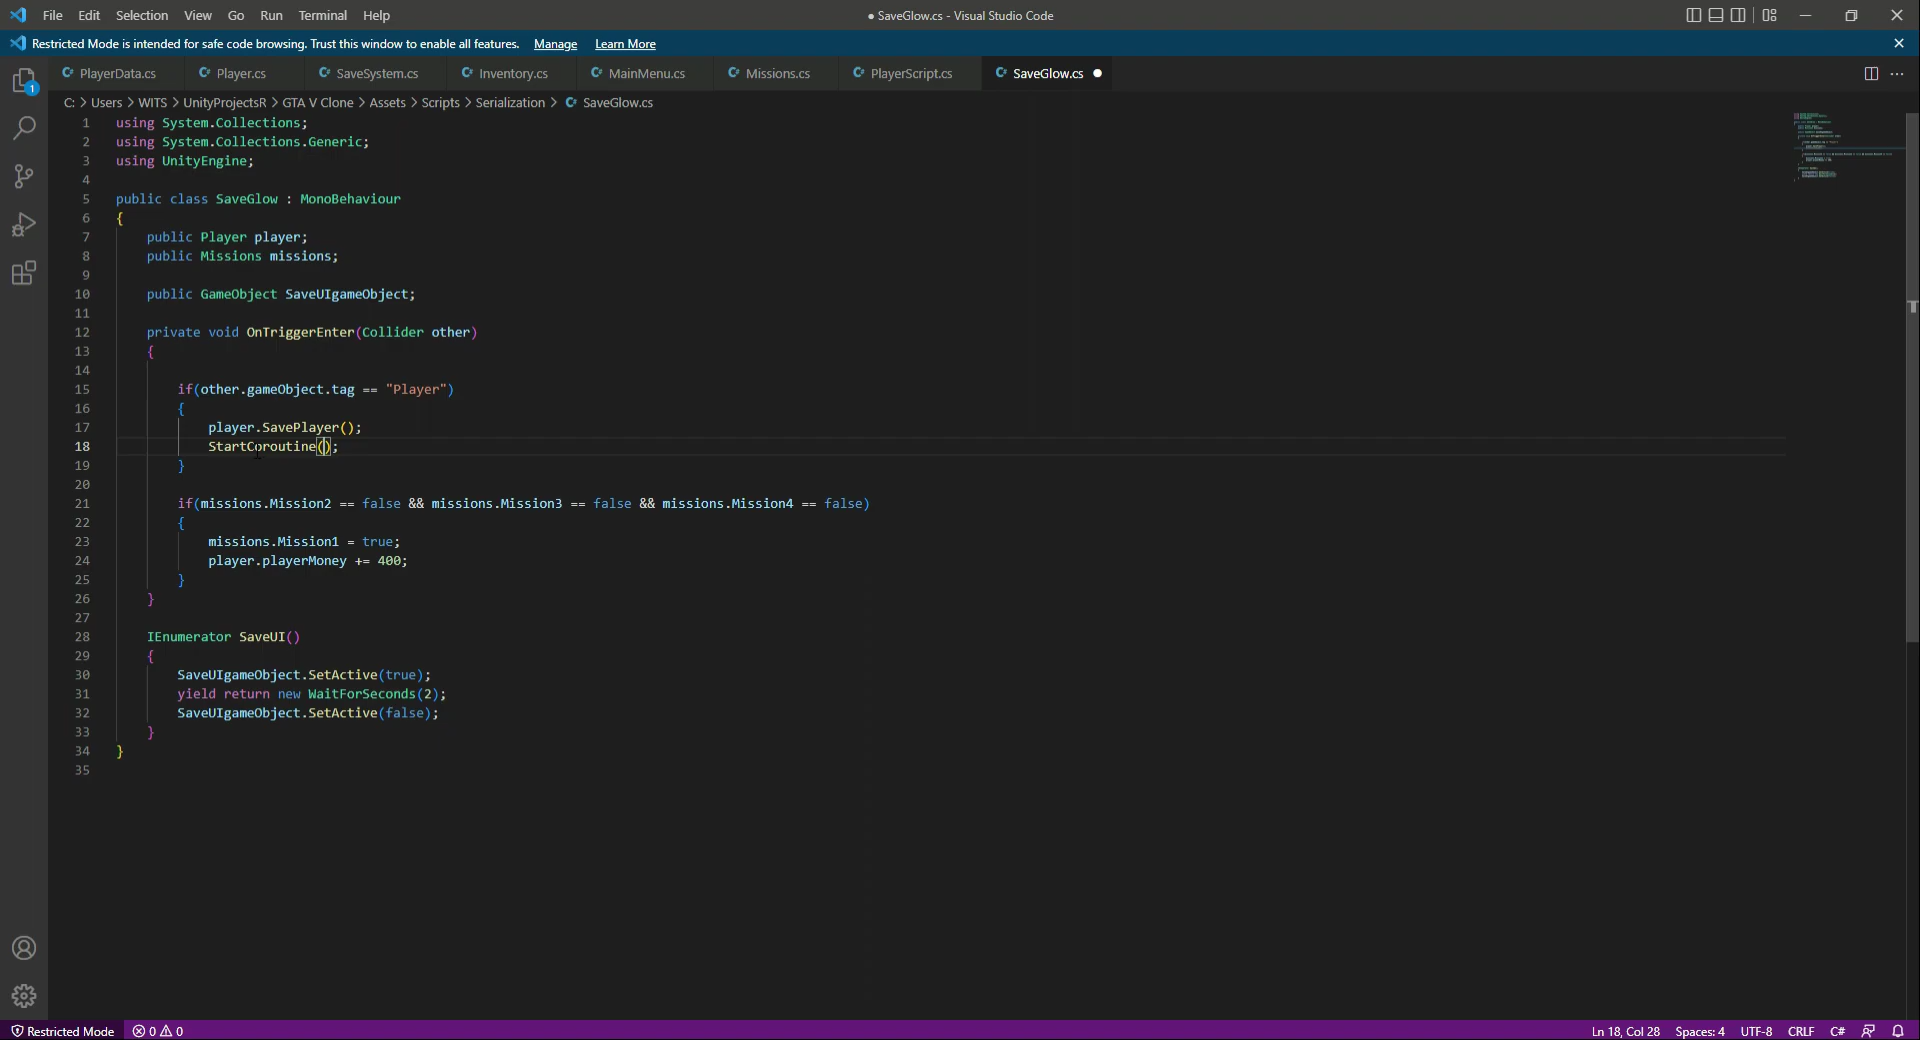 File Edit Selection View Go Run Terminal Help ● SaveGlow.cs - Visual Studio Code
Restricted Mode is intended for safe code browsing. Trust this window to enable all features. Manage Learn More
PlayerData.cs Player.cs SaveSystem.cs Inventory.cs MainMenu.cs Missions.cs PlayerScript.cs SaveGlow.cs
C: > Users > WITS > UnityProjectsR > GTA V Clone > Assets > Scripts > Serialization > SaveGlow.cs
1 using System.Collections;
2 using System.Collections.Generic;
3 using UnityEngine;
4
5 public class SaveGlow : MonoBehaviour
6 {
7 public Player player;
8 public Missions missions;
9
10 public GameObject SaveUIgameObject;
11
12 private void OnTriggerEnter(Collider other)
13 {
14
15 if(other.gameObject.tag == "Player")
16 {
17 player.SavePlayer();
18 StartCoroutine();
19 }
20
21 if(missions.Mission2 == false && missions.Mission3 == false && missions.Mission4 == false)
22 {
23 missions.Mission1 = true;
24 player.playerMoney += 400;
25 }
26 }
27
28 IEnumerator SaveUI()
29 {
30 SaveUIgameObject.SetActive(true);
31 yield return new WaitForSeconds(2);
32 SaveUIgameObject.SetActive(false);
33 }
34 }
35
1
Restricted Mode 0 0 Ln 18, Col 28 Spaces: 4 UTF-8 CRLF C#